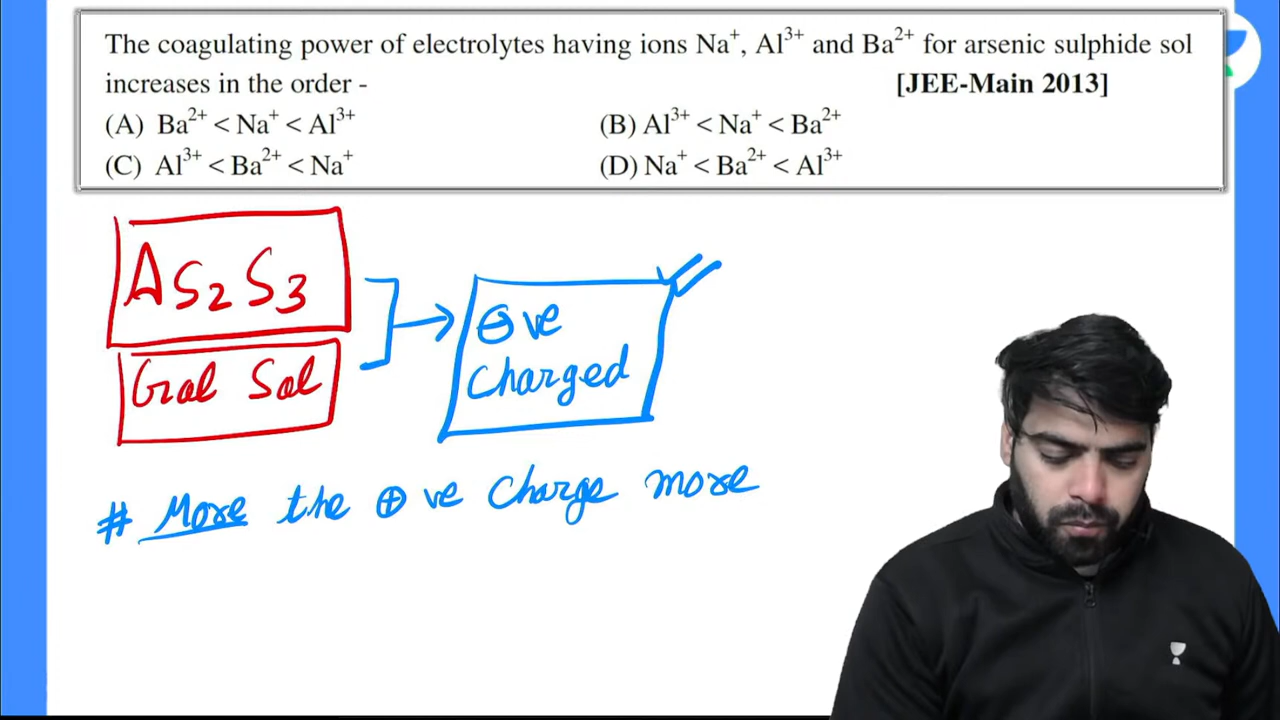 The coagulating power of electrolytes having ions Na⁺, Al³⁺ and Ba²⁺ for arsenic sulphide sol
increases in the order - [JEE-Main 2013]
(A) Ba²⁺ < Na⁺ < Al³⁺ (B) Al³⁺ < Na⁺ < Ba²⁺
(C) Al³⁺ < Ba²⁺ < Na⁺ (D) Na⁺ < Ba²⁺ < Al³⁺
AS₂S₃
Gral Sol
⊖ve
Charged
# More the ⊕ve Charge more